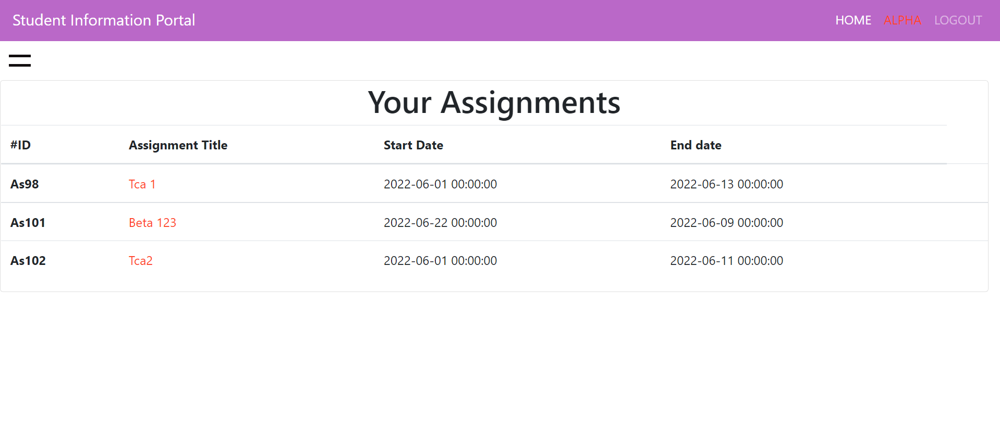 Student Information Portal HOME ALPHA LOGOUT
Your Assignments
#ID Assignment Title Start Date End date
As98 Tca 1 2022-06-01 00:00:00 2022-06-13 00:00:00
As101 Beta 123 2022-06-22 00:00:00 2022-06-09 00:00:00
As102 Tca2 2022-06-01 00:00:00 2022-06-11 00:00:00